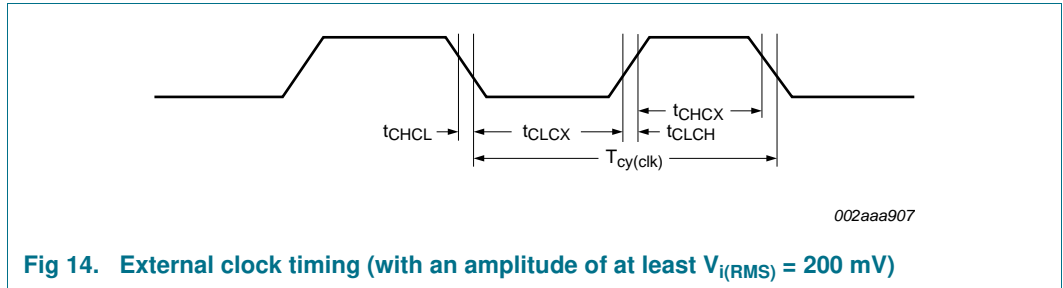 tCHCX
tCHCL
tCLCX
tCLCH
Tcy(clk)
002aaa907
Fig 14. External clock timing (with an amplitude of at least Vi(RMS) = 200 mV)